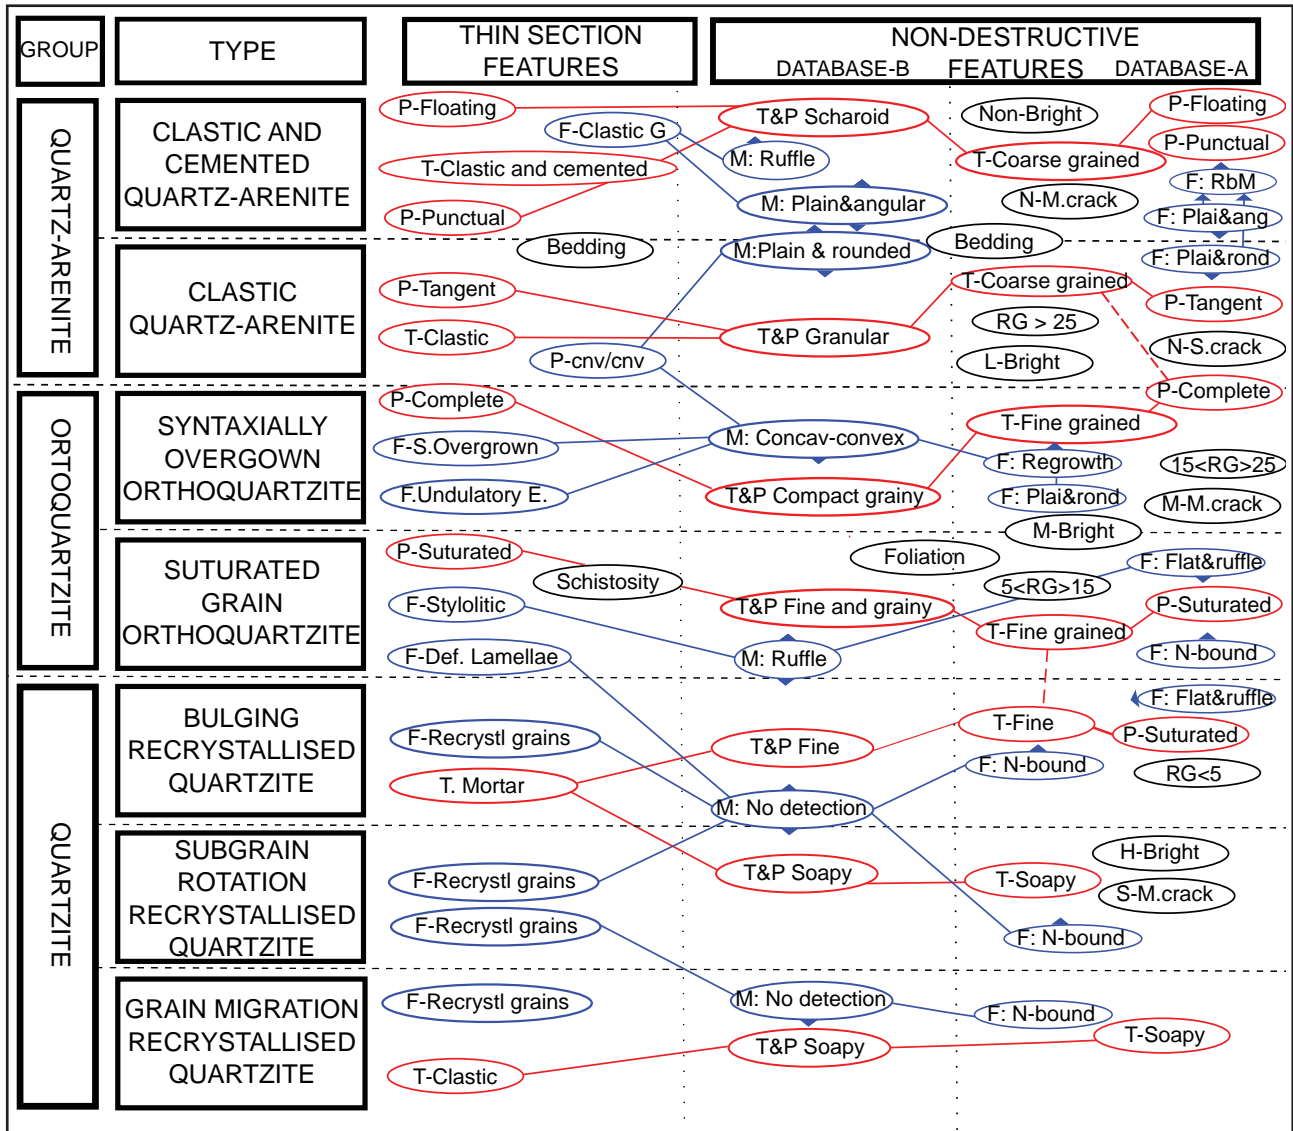 GROUP
TYPE
THIN SECTION
FEATURES
NON-DESTRUCTIVE
DATABASE-B FEATURES DATABASE-A
QUARTZ-ARENITE
CLASTIC AND
CEMENTED
QUARTZ-ARENITE
P-Floating
F-Clastic G
T-Clastic and cemented
P-Punctual
T&P Scharoid
M: Ruffle
M: Plain&angular
Non-Bright
T-Coarse grained
N-M.crack
P-Floating
P-Punctual
F: RbM
F: Plai&ang
Bedding
M:Plain & rounded
Bedding
F: Plai&rond
CLASTIC
QUARTZ-ARENITE
P-Tangent
T-Clastic
P-cnv/cnv
T&P Granular
T-Coarse grained
RG > 25
L-Bright
P-Tangent
N-S.crack
P-Complete
ORTOQUARTZITE
SYNTAXIALLY
OVERGOWN
ORTHOQUARTZITE
P-Complete
F-S.Overgrown
F.Undulatory E.
M: Concav-convex
T&P Compact grainy
T-Fine grained
F: Regrowth
F: Plai&rond
M-Bright
15<RG>25
M-M.crack
SUTURATED
GRAIN
ORTHOQUARTZITE
P-Suturated
Schistosity
F-Stylolitic
F-Def. Lamellae
Foliation
T&P Fine and grainy
M: Ruffle
5<RG>15
T-Fine grained
F: Flat&ruffle
P-Suturated
F: N-bound
QUARTZITE
BULGING
RECRYSTALLISED
QUARTZITE
F-Recrystl grains
T. Mortar
T&P Fine
M: No detection
T-Fine
F: N-bound
F: Flat&ruffle
P-Suturated
RG<5
SUBGRAIN
ROTATION
RECRYSTALLISED
QUARTZITE
F-Recrystl grains
F-Recrystl grains
T&P Soapy
T-Soapy
F: N-bound
H-Bright
S-M.crack
GRAIN MIGRATION
RECRYSTALLISED
QUARTZITE
F-Recrystl grains
T-Clastic
M: No detection
T&P Soapy
F: N-bound
T-Soapy